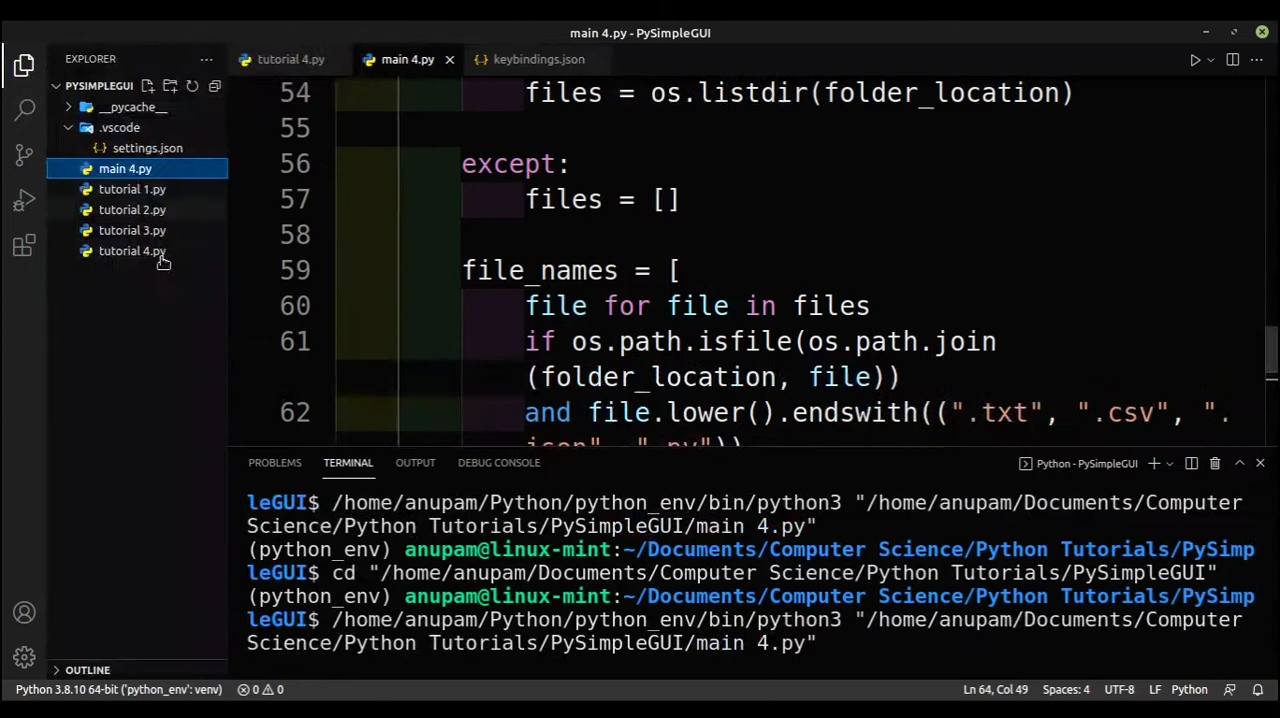 main 4.py - PySimpleGUI
EXPLORER
tutorial 4.py
main 4.py
keybindings.json
PYSIMPLEGUI
__pycache__
.vscode
settings.json
main 4.py
tutorial 1.py
tutorial 2.py
tutorial 3.py
tutorial 4.py
54 files = os.listdir(folder_location)
55
56 except:
57 files = []
58
59 file_names = [
60 file for file in files
61 if os.path.isfile(os.path.join
(folder_location, file))
62 and file.lower().endswith((".txt", ".csv", ".
json", ".py"))
PROBLEMS TERMINAL OUTPUT DEBUG CONSOLE
Python - PySimpleGUI
leGUI$ /home/anupam/Python/python_env/bin/python3 "/home/anupam/Documents/Computer
Science/Python Tutorials/PySimpleGUI/main 4.py"
(python_env) anupam@linux-mint:~/Documents/Computer Science/Python Tutorials/PySimp
leGUI$ cd "/home/anupam/Documents/Computer Science/Python Tutorials/PySimpleGUI"
(python_env) anupam@linux-mint:~/Documents/Computer Science/Python Tutorials/PySimp
leGUI$ /home/anupam/Python/python_env/bin/python3 "/home/anupam/Documents/Computer
Science/Python Tutorials/PySimpleGUI/main 4.py"
OUTLINE
Python 3.8.10 64-bit ('python_env': venv) 0 0
Ln 64, Col 49 Spaces: 4 UTF-8 LF Python